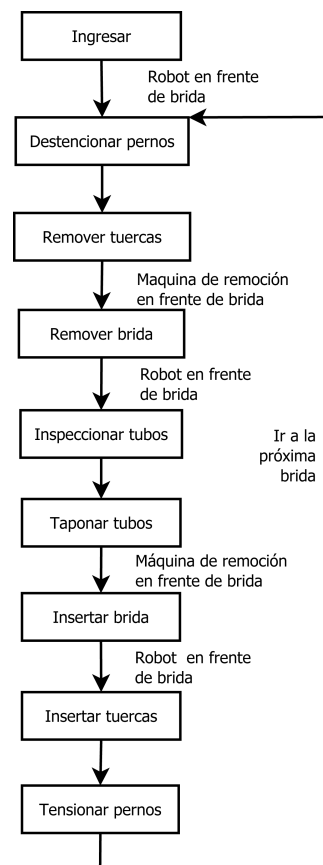 Ingresar
Robot en frente
de brida
Destencionar pernos
Remover tuercas
Maquina de remoción
en frente de brida
Remover brida
Robot en frente
de brida
Inspeccionar tubos
Ir a la
próxima
brida
Taponar tubos
Máquina de remoción
en frente de brida
Insertar brida
Robot en frente
de brida
Insertar tuercas
Tensionar pernos